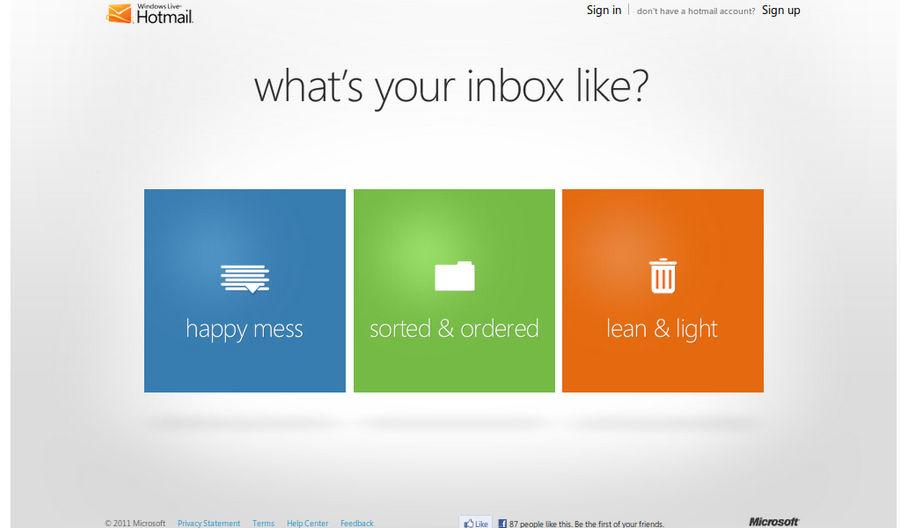 Windows Live™
Hotmail.
Sign in | don't have a hotmail account? Sign up
what's your inbox like?
happy mess
sorted & ordered
lean & light
© 2011 Microsoft Privacy Statement Terms Help Center Feedback Like 87 people like this. Be the first of your friends. Microsoft